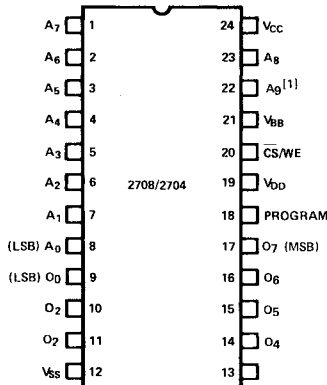 A7 1 24 VCC
A6 2 23 A8
A5 3 22 A9[1]
A4 4 21 VBB
A3 5 20 C̅S̅/WE
A2 6 2708/2704 19 VDD
A1 7 18 PROGRAM
(LSB) A0 8 17 O7 (MSB)
(LSB) O0 9 16 O6
O2 10 15 O5
O2 11 14 O4
VSS 12 13